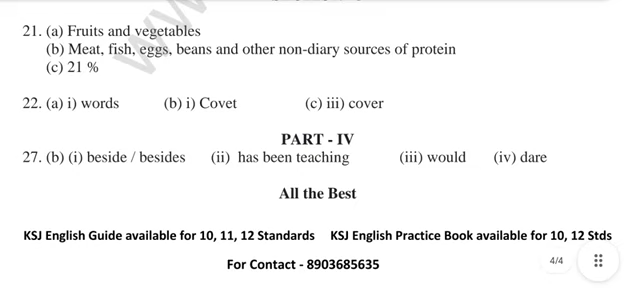 21. (a) Fruits and vegetables
(b) Meat, fish, eggs, beans and other non-diary sources of protein
(c) 21 %
22. (a) i) words (b) i) Covet (c) iii) cover
PART - IV
27. (b) (i) beside / besides (ii) has been teaching (iii) would (iv) dare
All the Best
KSJ English Guide available for 10, 11, 12 Standards KSJ English Practice Book available for 10, 12 Stds
For Contact - 8903685635
4/4